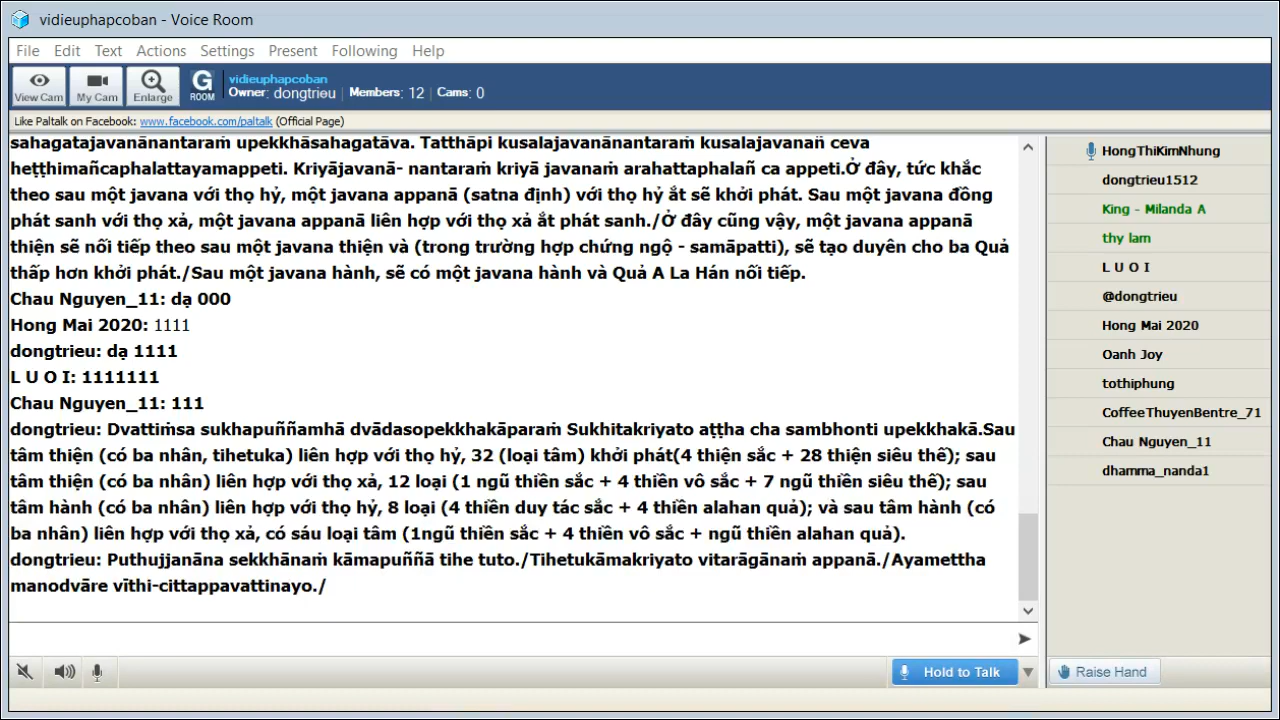 vidieuphapcoban - Voice Room
File Edit Text Actions Settings Present Following Help
View Cam My Cam Enlarge G ROOM
vidieuphapcoban
Owner: dongtrieu | Members: 12 | Cams: 0
Like Paltalk on Facebook: www.facebook.com/paltalk (Official Page)
sahagatajavanānantaraṁ upekkhāsahagatāva. Tatthāpi kusalajavanānantaraṁ kusalajavanañ ceva
heṭṭhimañcaphalattayamappeti. Kriyājavanā- nantaraṁ kriyā javanaṁ arahattaphalañ ca appeti.Ở đây, tức khắc
theo sau một javana với thọ hỷ, một javana appanā (satna định) với thọ hỷ ắt sẽ khởi phát. Sau một javana đồng
phát sanh với thọ xả, một javana appanā liên hợp với thọ xả ắt phát sanh./Ở đây cũng vậy, một javana appanā
thiện sẽ nối tiếp theo sau một javana thiện và (trong trường hợp chứng ngộ - samāpatti), sẽ tạo duyên cho ba Quả
thấp hơn khởi phát./Sau một javana hành, sẽ có một javana hành và Quả A La Hán nối tiếp.
Chau Nguyen_11: dạ 000
Hong Mai 2020: 1111
dongtrieu: dạ 1111
L U O I: 1111111
Chau Nguyen_11: 111
dongtrieu: Dvattiṁsa sukhapuññamhā dvādasopekkhakāparaṁ Sukhitakriyato aṭṭha cha sambhonti upekkhakā.Sau
tâm thiện (có ba nhân, tihetuka) liên hợp với thọ hỷ, 32 (loại tâm) khởi phát(4 thiện sắc + 28 thiện siêu thế); sau
tâm thiện (có ba nhân) liên hợp với thọ xả, 12 loại (1 ngũ thiền sắc + 4 thiền vô sắc + 7 ngũ thiền siêu thế); sau
tâm hành (có ba nhân) liên hợp với thọ hỷ, 8 loại (4 thiền duy tác sắc + 4 thiền alahan quả); và sau tâm hành (có
ba nhân) liên hợp với thọ xả, có sáu loại tâm (1ngũ thiền sắc + 4 thiền vô sắc + ngũ thiền alahan quả).
dongtrieu: Puthujjanāna sekkhānaṁ kāmapuññā tihe tuto./Tihetukāmakriyato vitarāgānaṁ appanā./Ayamettha
manodvāre vīthi-cittappavattinayo./
HongThiKimNhung
dongtrieu1512
King - Milanda A
thy lam
L U O I
@dongtrieu
Hong Mai 2020
Oanh Joy
tothiphung
CoffeeThuyenBentre_71
Chau Nguyen_11
dhamma_nanda1
Hold to Talk
Raise Hand